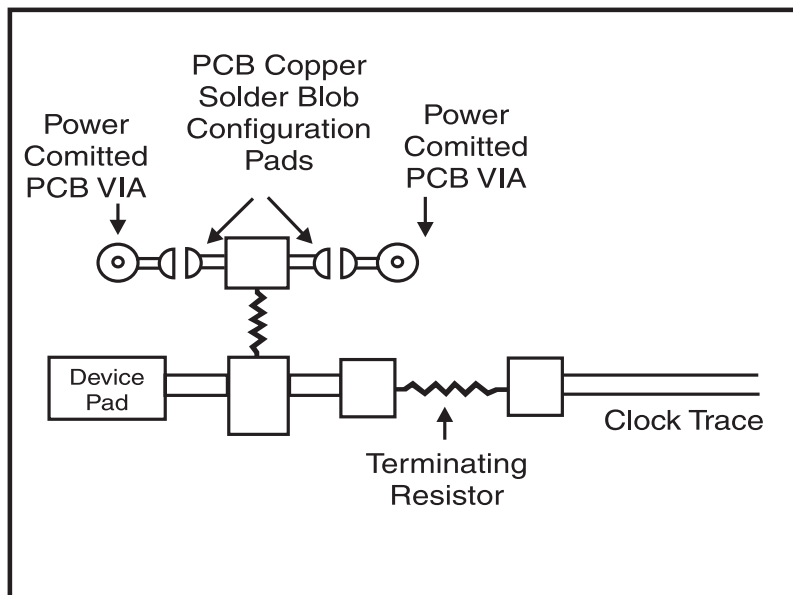 PCB Copper
Solder Blob
Configuration
Pads
Power
Comitted
PCB VIA
Power
Comitted
PCB VIA
Device
Pad
Clock Trace
Terminating
Resistor